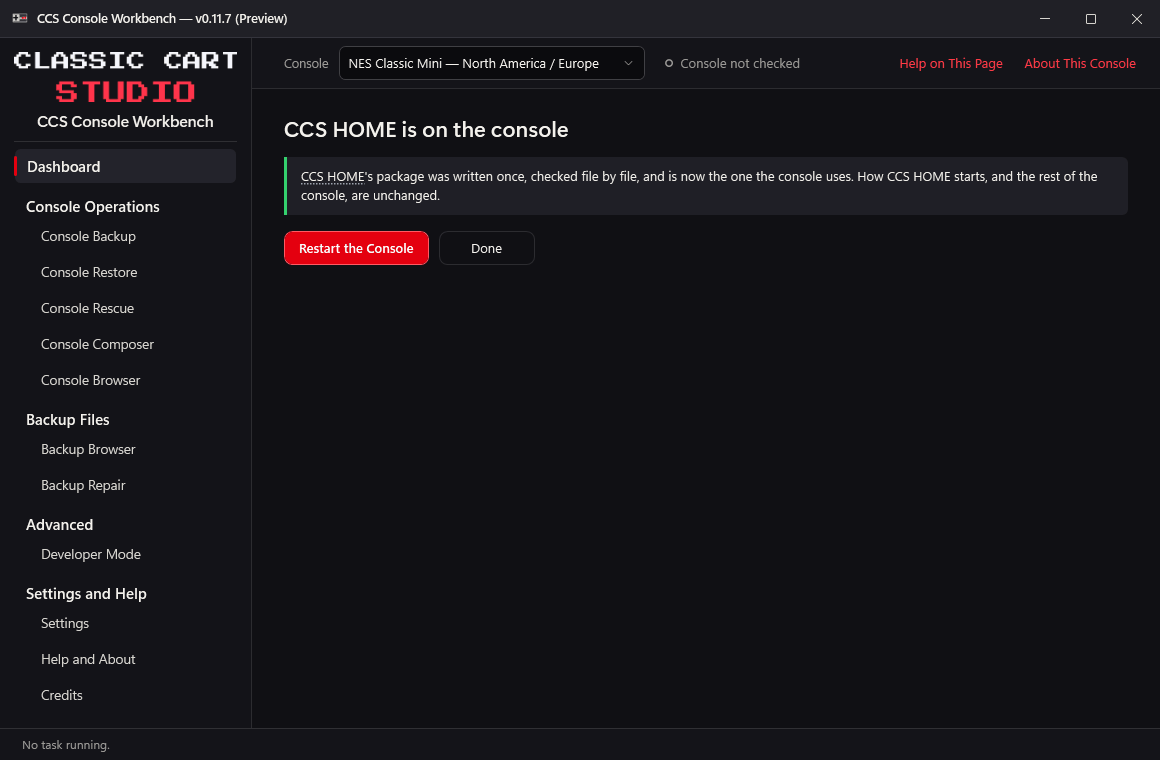 CCS Console Workbench — v0.11.7 (Preview)
CLASSIC CART
STUDIO
CCS Console Workbench
Dashboard
Console Operations
Console Backup
Console Restore
Console Rescue
Console Composer
Console Browser
Backup Files
Backup Browser
Backup Repair
Advanced
Developer Mode
Settings and Help
Settings
Help and About
Credits
Console
NES Classic Mini — North America / Europe
Console not checked
Help on This Page
About This Console
CCS HOME is on the console
CCS HOME's package was written once, checked file by file, and is now the one the console uses. How CCS HOME starts, and the rest of the
console, are unchanged.
Restart the Console
Done
No task running.